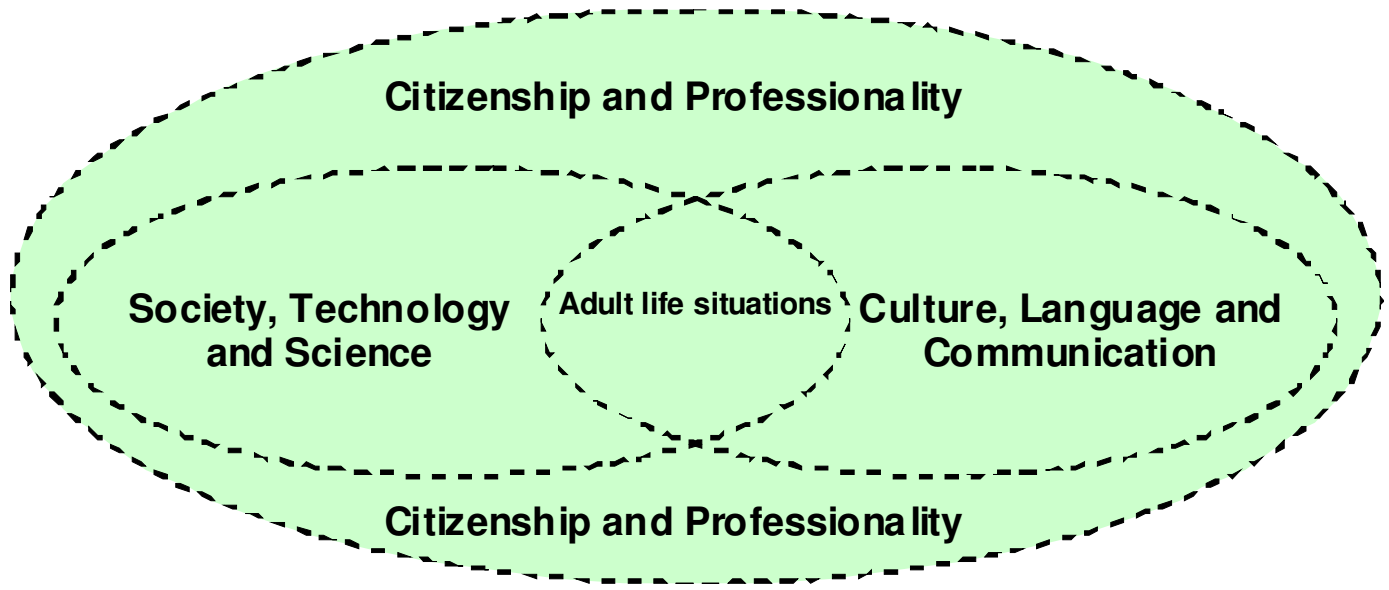 Citizenship and Professionality
Society, Technology
and Science
Adult life situations
Culture, Language and
Communication
Citizenship and Professionality